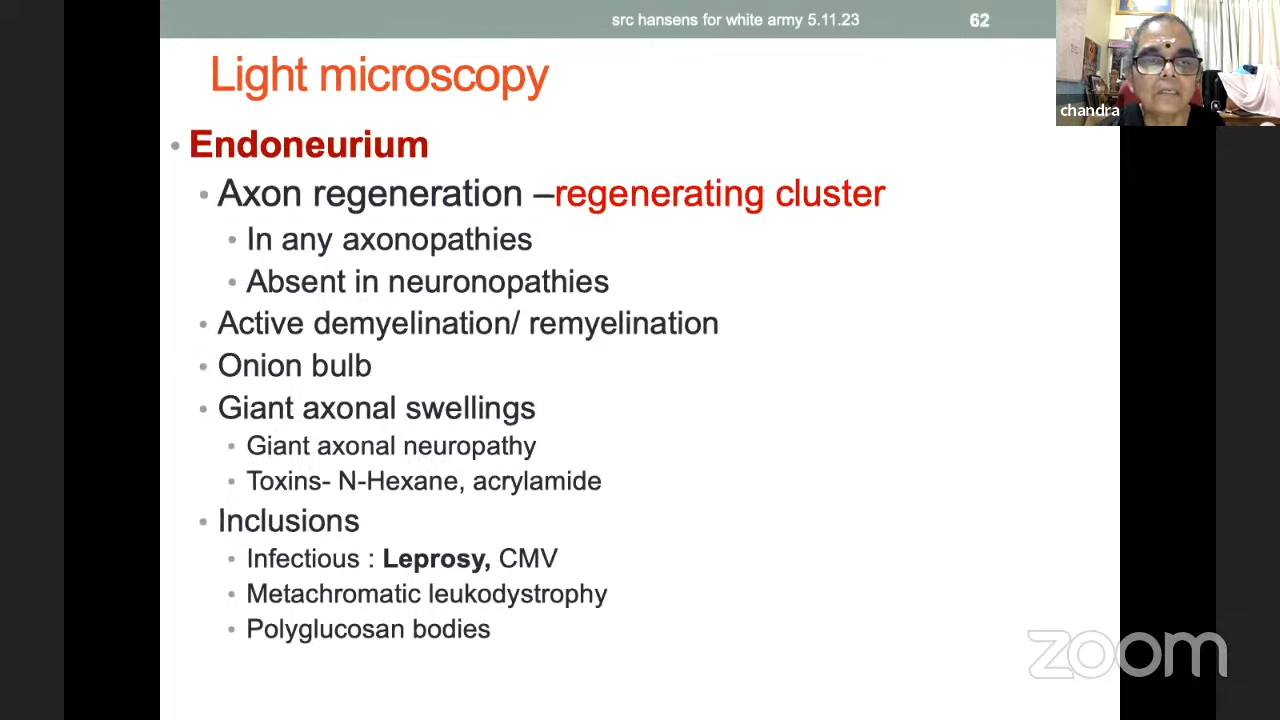 src hansens for white army 5.11.23
62
chandra
Light microscopy
• Endoneurium
• Axon regeneration –regenerating cluster
• In any axonopathies
• Absent in neuronopathies
• Active demyelination/ remyelination
• Onion bulb
• Giant axonal swellings
• Giant axonal neuropathy
• Toxins- N-Hexane, acrylamide
• Inclusions
• Infectious : Leprosy, CMV
• Metachromatic leukodystrophy
• Polyglucosan bodies
zoom